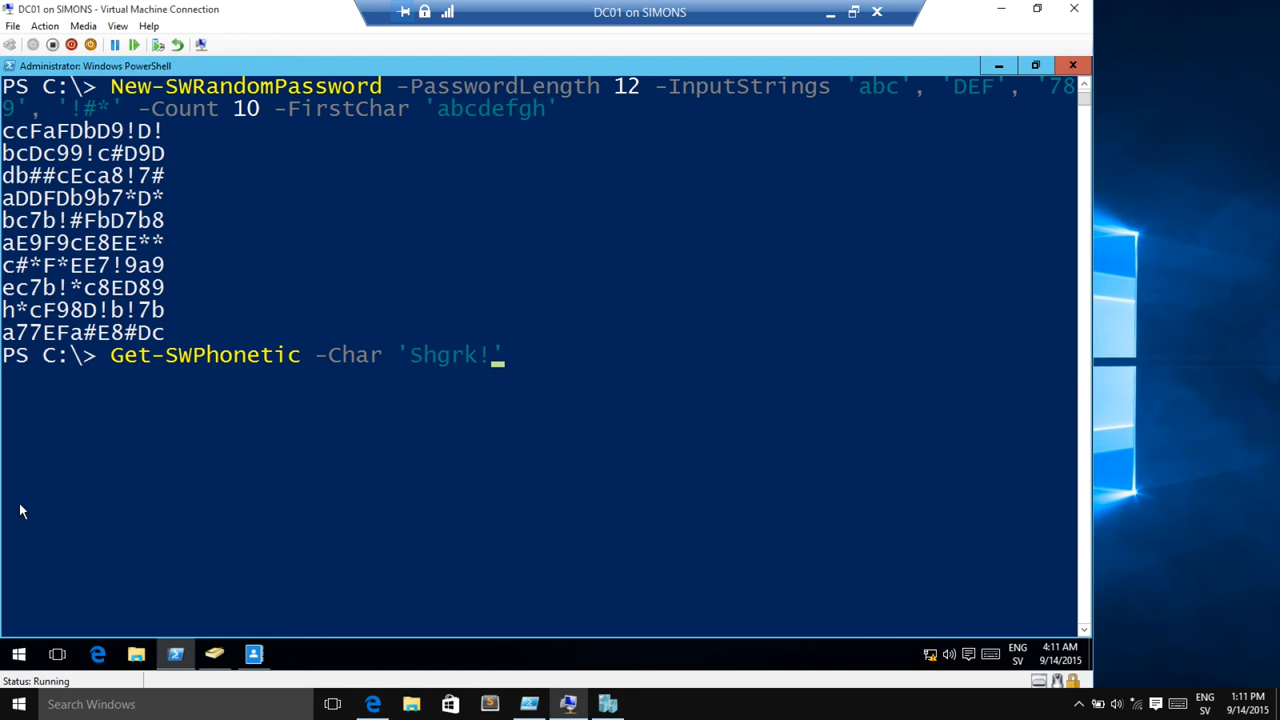 DC01 on SIMONS - Virtual Machine Connection
DC01 on SIMONS
File Action Media View Help
Administrator: Windows PowerShell
PS C:\> New-SWRandomPassword -PasswordLength 12 -InputStrings 'abc', 'DEF', '78
9', '!#*' -Count 10 -FirstChar 'abcdefgh'
ccFaFDbD9!D!
bcDc99!c#D9D
db##cEca8!7#
aDDFDb9b7*D*
bc7b!#FbD7b8
aE9F9cE8EE**
c#*F*EE7!9a9
ec7b!*c8ED89
h*cF98D!b!7b
a77EFa#E8#Dc
PS C:\> Get-SWPhonetic -Char 'Shgrk!'
ENG 4:11 AM
SV 9/14/2015
Status: Running
Search Windows
ENG 1:11 PM
SV 9/14/2015